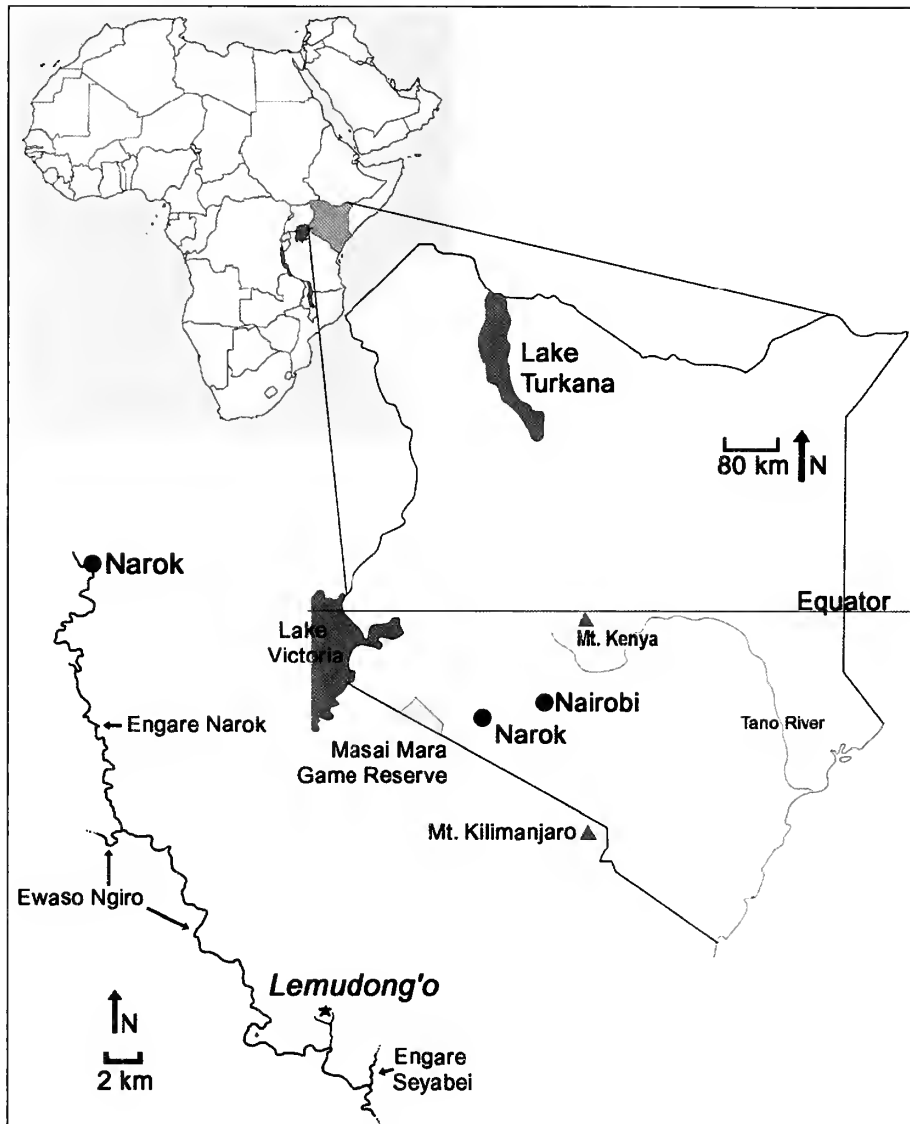 Lake
Turkana
80 km
N
Narok
Equator
Lake
Victoria
Mt. Kenya
Nairobi
Narok
Engare Narok
Tano River
Masai Mara
Game Reserve
Mt. Kilimanjaro
Ewaso Ngiro
Lemudong'o
N
2 km
Engare
Seyabei